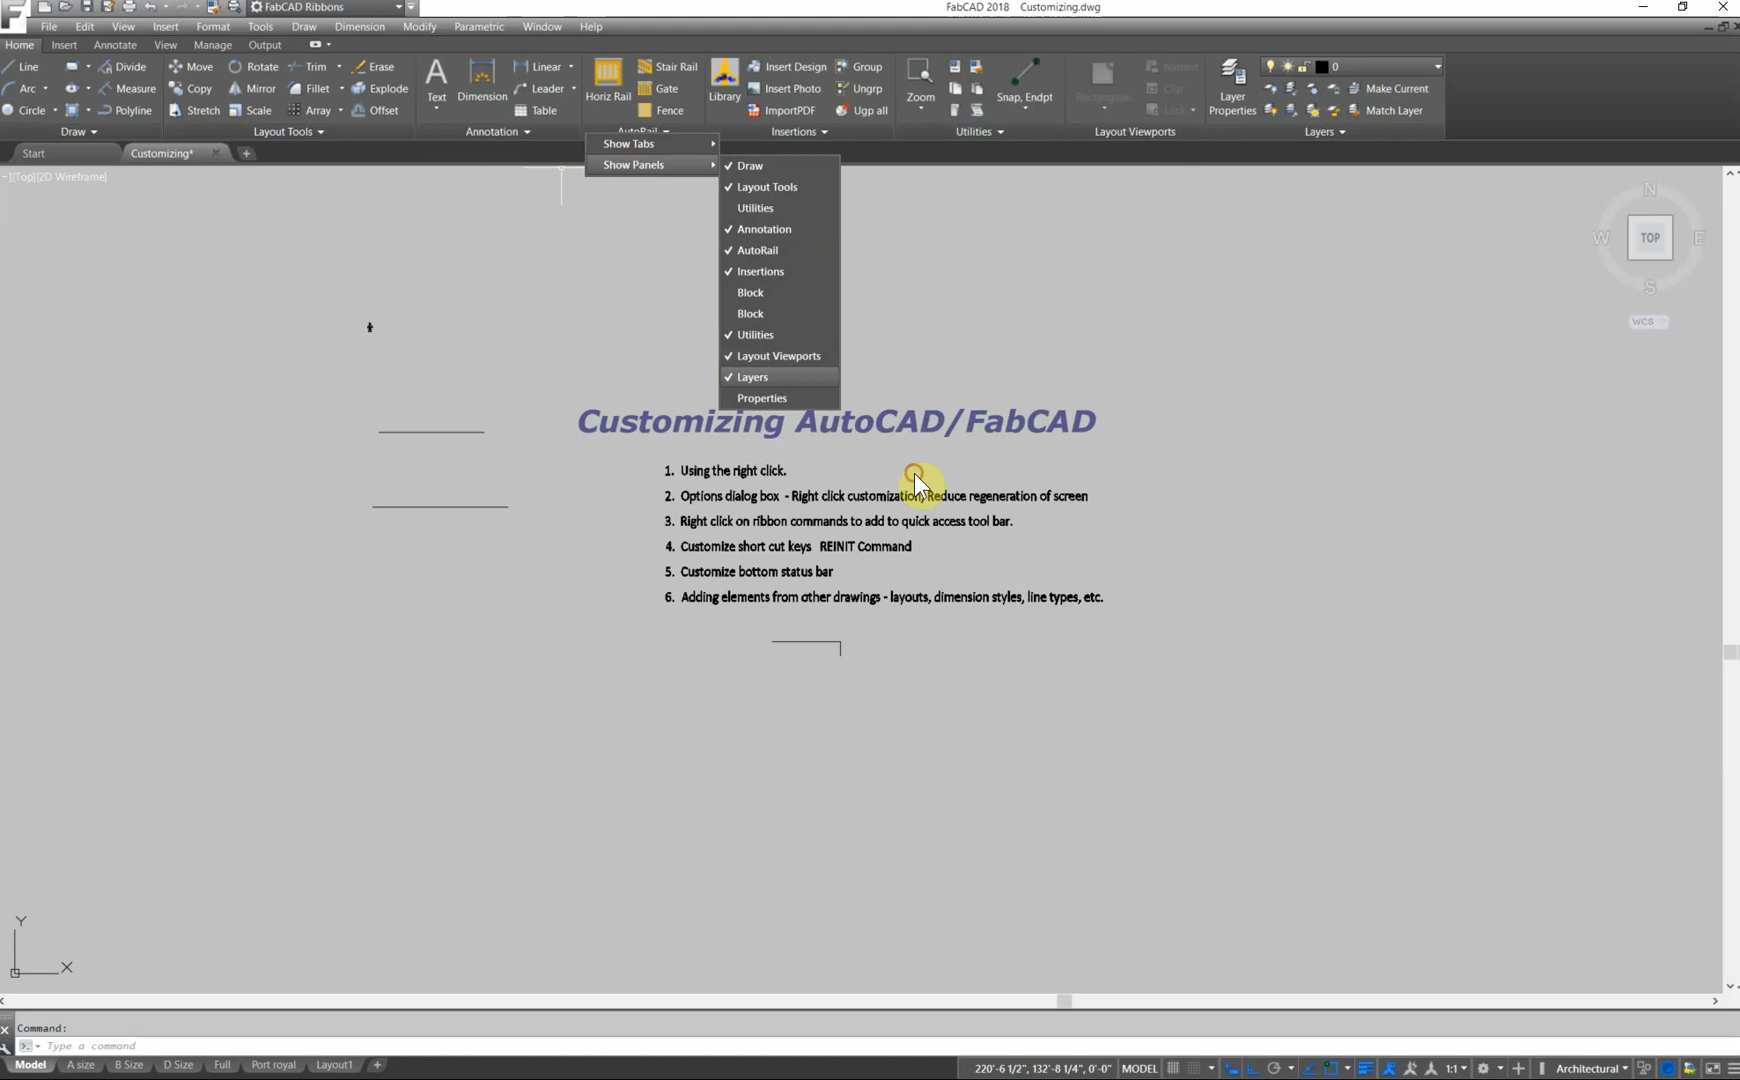 FabCAD Ribbons
FabCAD 2018 Customizing.dwg
File Edit View Insert Format Tools Draw Dimension Modify Parametric Window Help
Home Insert Annotate View Manage Output
Line Divide Move Rotate Trim Erase Linear Stair Rail Insert Design Group Named 0
Arc Measure Copy Mirror Fillet Explode Text Dimension Leader Horiz Rail Gate Library Insert Photo Ungrp Zoom Snap, Endpt Rectangular Clip Layer Properties Make Current
Circle Polyline Stretch Scale Array Offset Table Fence ImportPDF Ugp all Lock Match Layer
Draw Layout Tools Annotation AutoRail Insertions Utilities Layout Viewports Layers
Start Customizing*
Show Tabs
Show Panels
Draw
Layout Tools
Utilities
Annotation
AutoRail
Insertions
Block
Block
Utilities
Layout Viewports
Layers
Properties
−][Top][2D Wireframe]
N
W TOP E
S
WCS
Customizing AutoCAD/FabCAD
1. Using the right click.
2. Options dialog box - Right click customization, Reduce regeneration of screen
3. Right click on ribbon commands to add to quick access tool bar.
4. Customize short cut keys REINIT Command
5. Customize bottom status bar
6. Adding elements from other drawings - layouts, dimension styles, line types, etc.
Y
X
Command:
Type a command
Model A size B Size D Size Full Port royal Layout1
220'-6 1/2", 132'-8 1/4", 0'-0" MODEL 1:1 Architectural